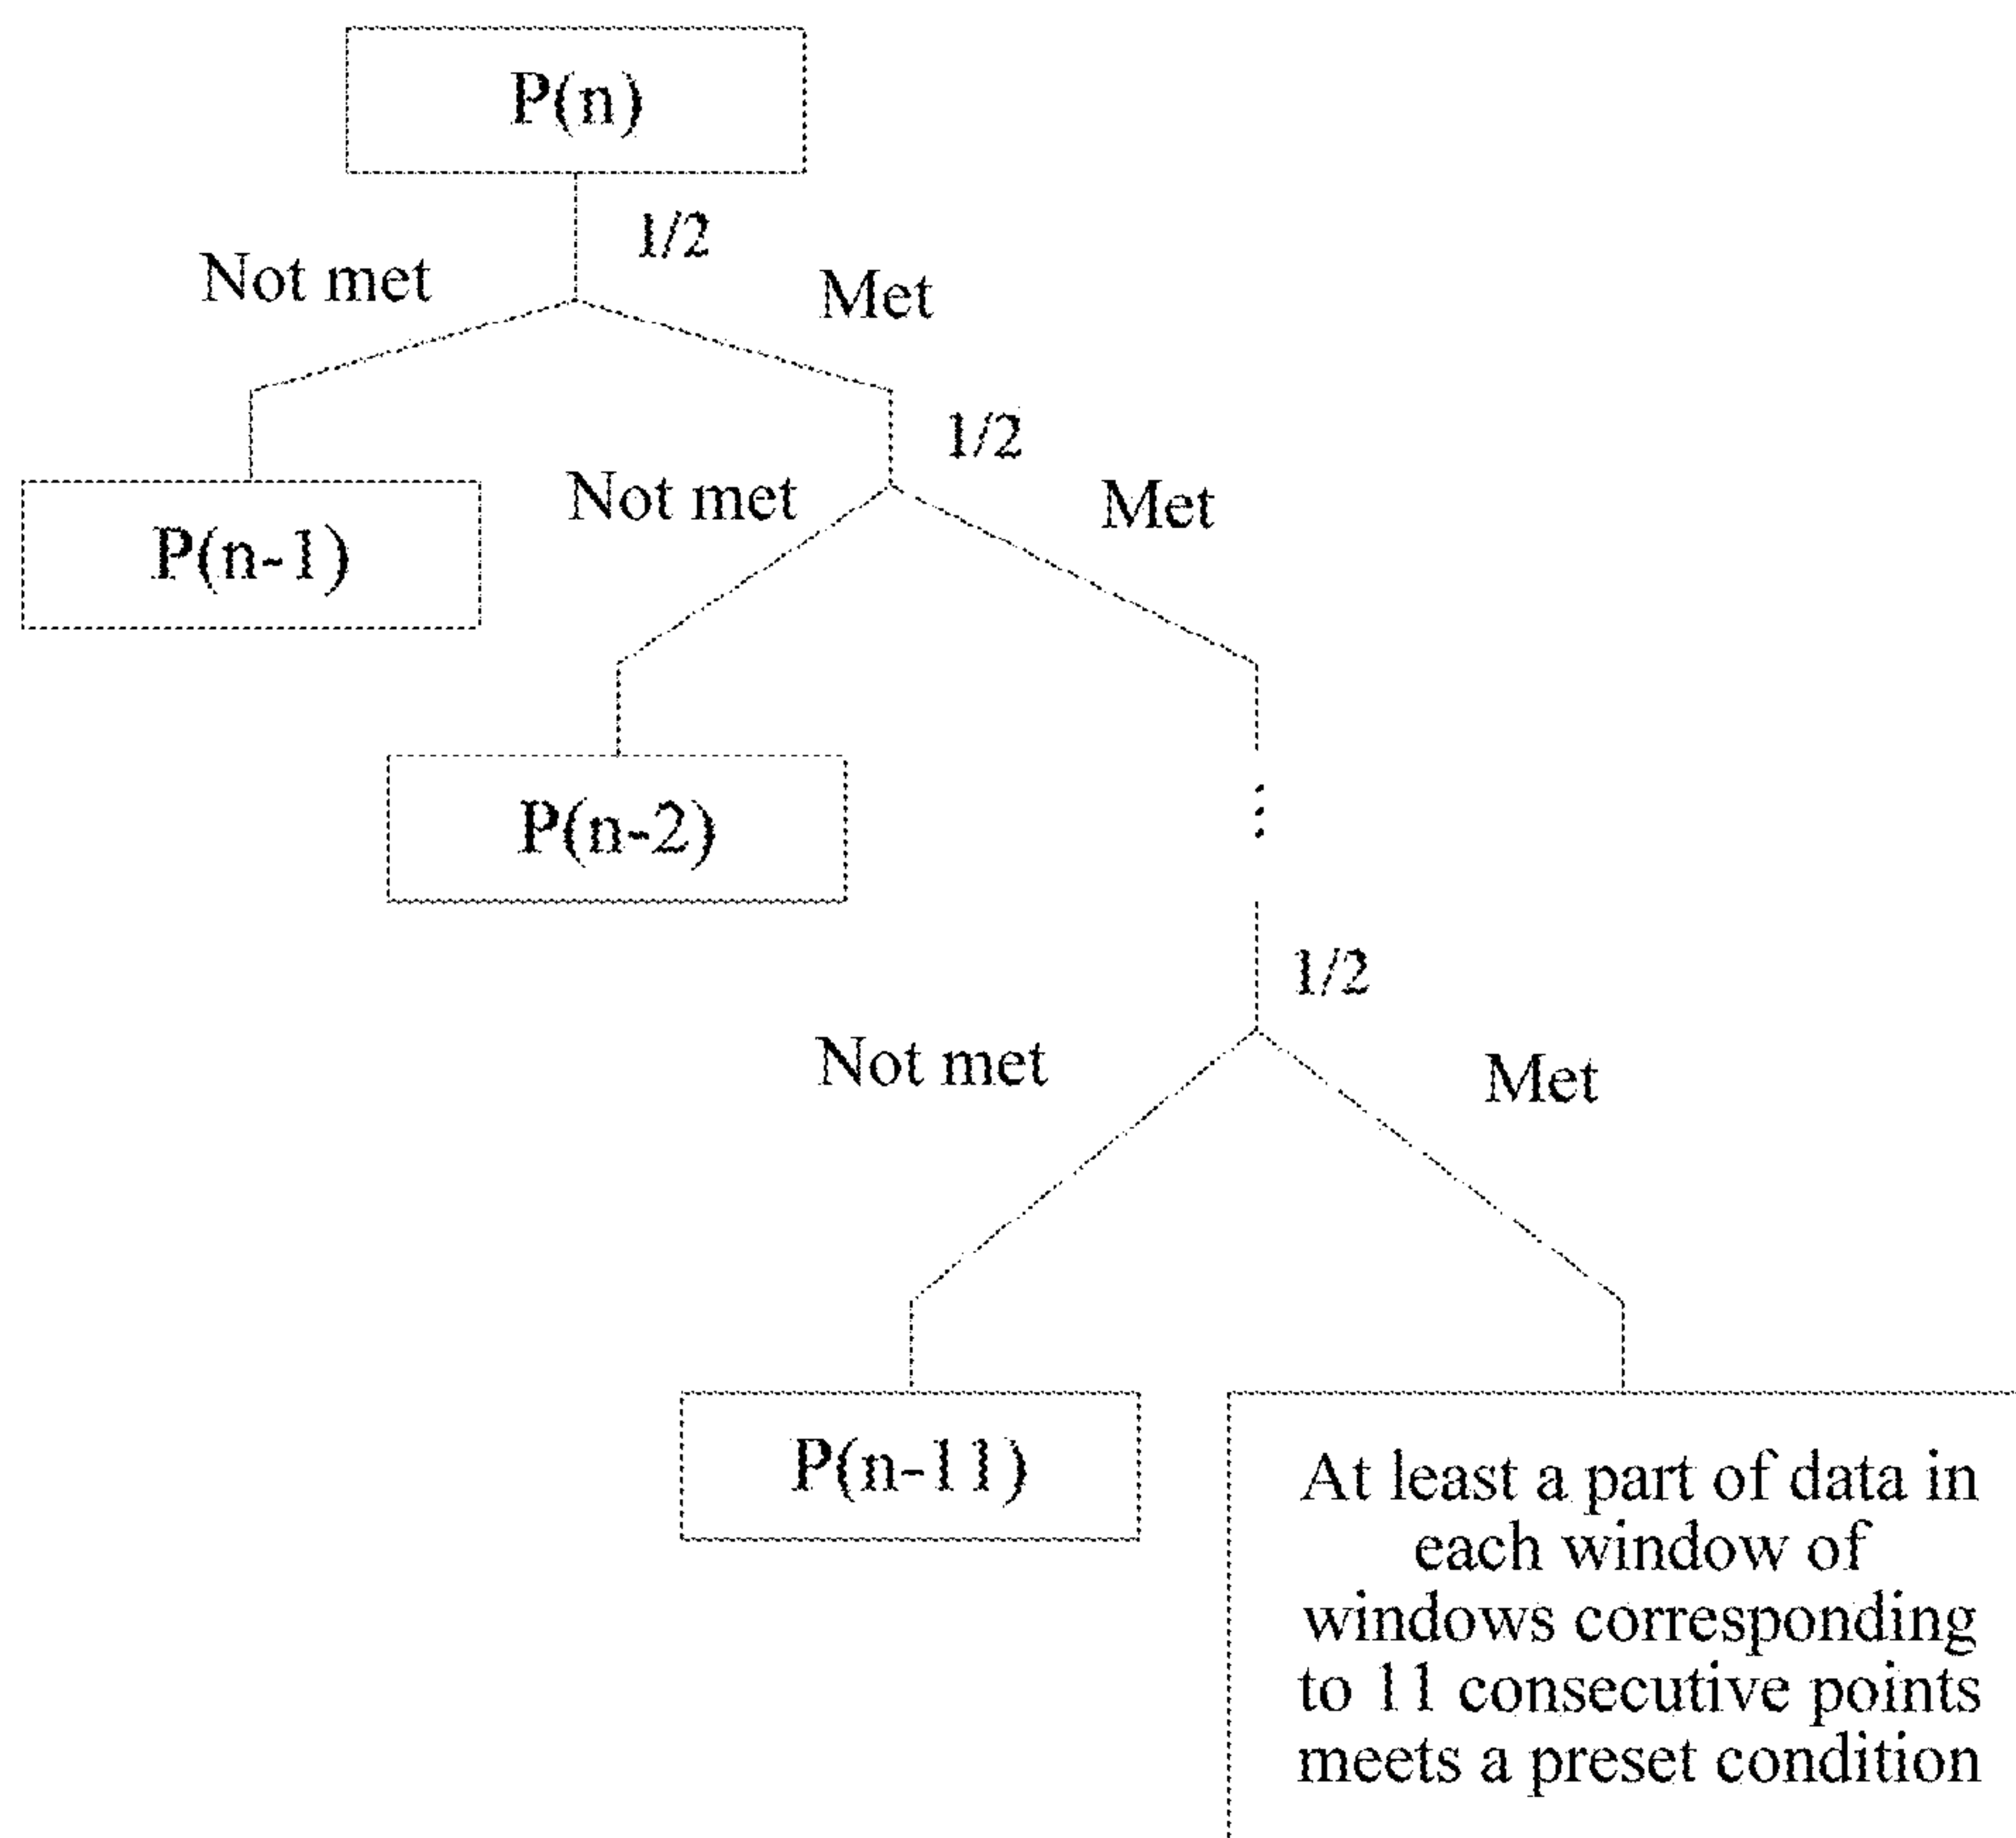 P(n)
1/2
Not met
Met
1/2
Not met
Met
P(n-1)
P(n-2)
1/2
Not met
Met
P(n-11)
At least a part of data in
each window of
windows corresponding
to 11 consecutive points
meets a preset condition